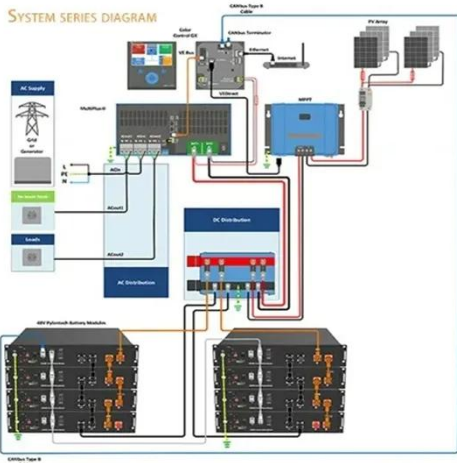 SYSTEM SERIES DIAGRAM
CANbus Type B
Cable
Color
Control GX
CANbus Terminator
PV Array
VE Bus
Ethernet
Internet
AC Supply
VE Direct
MPPT
Grid
or
Generator
L
PE
N
ACin
ACout1
Loads
ACout2
DC Distribution
AC Distribution
48V Pylontech Battery Modules
CANbus Type B